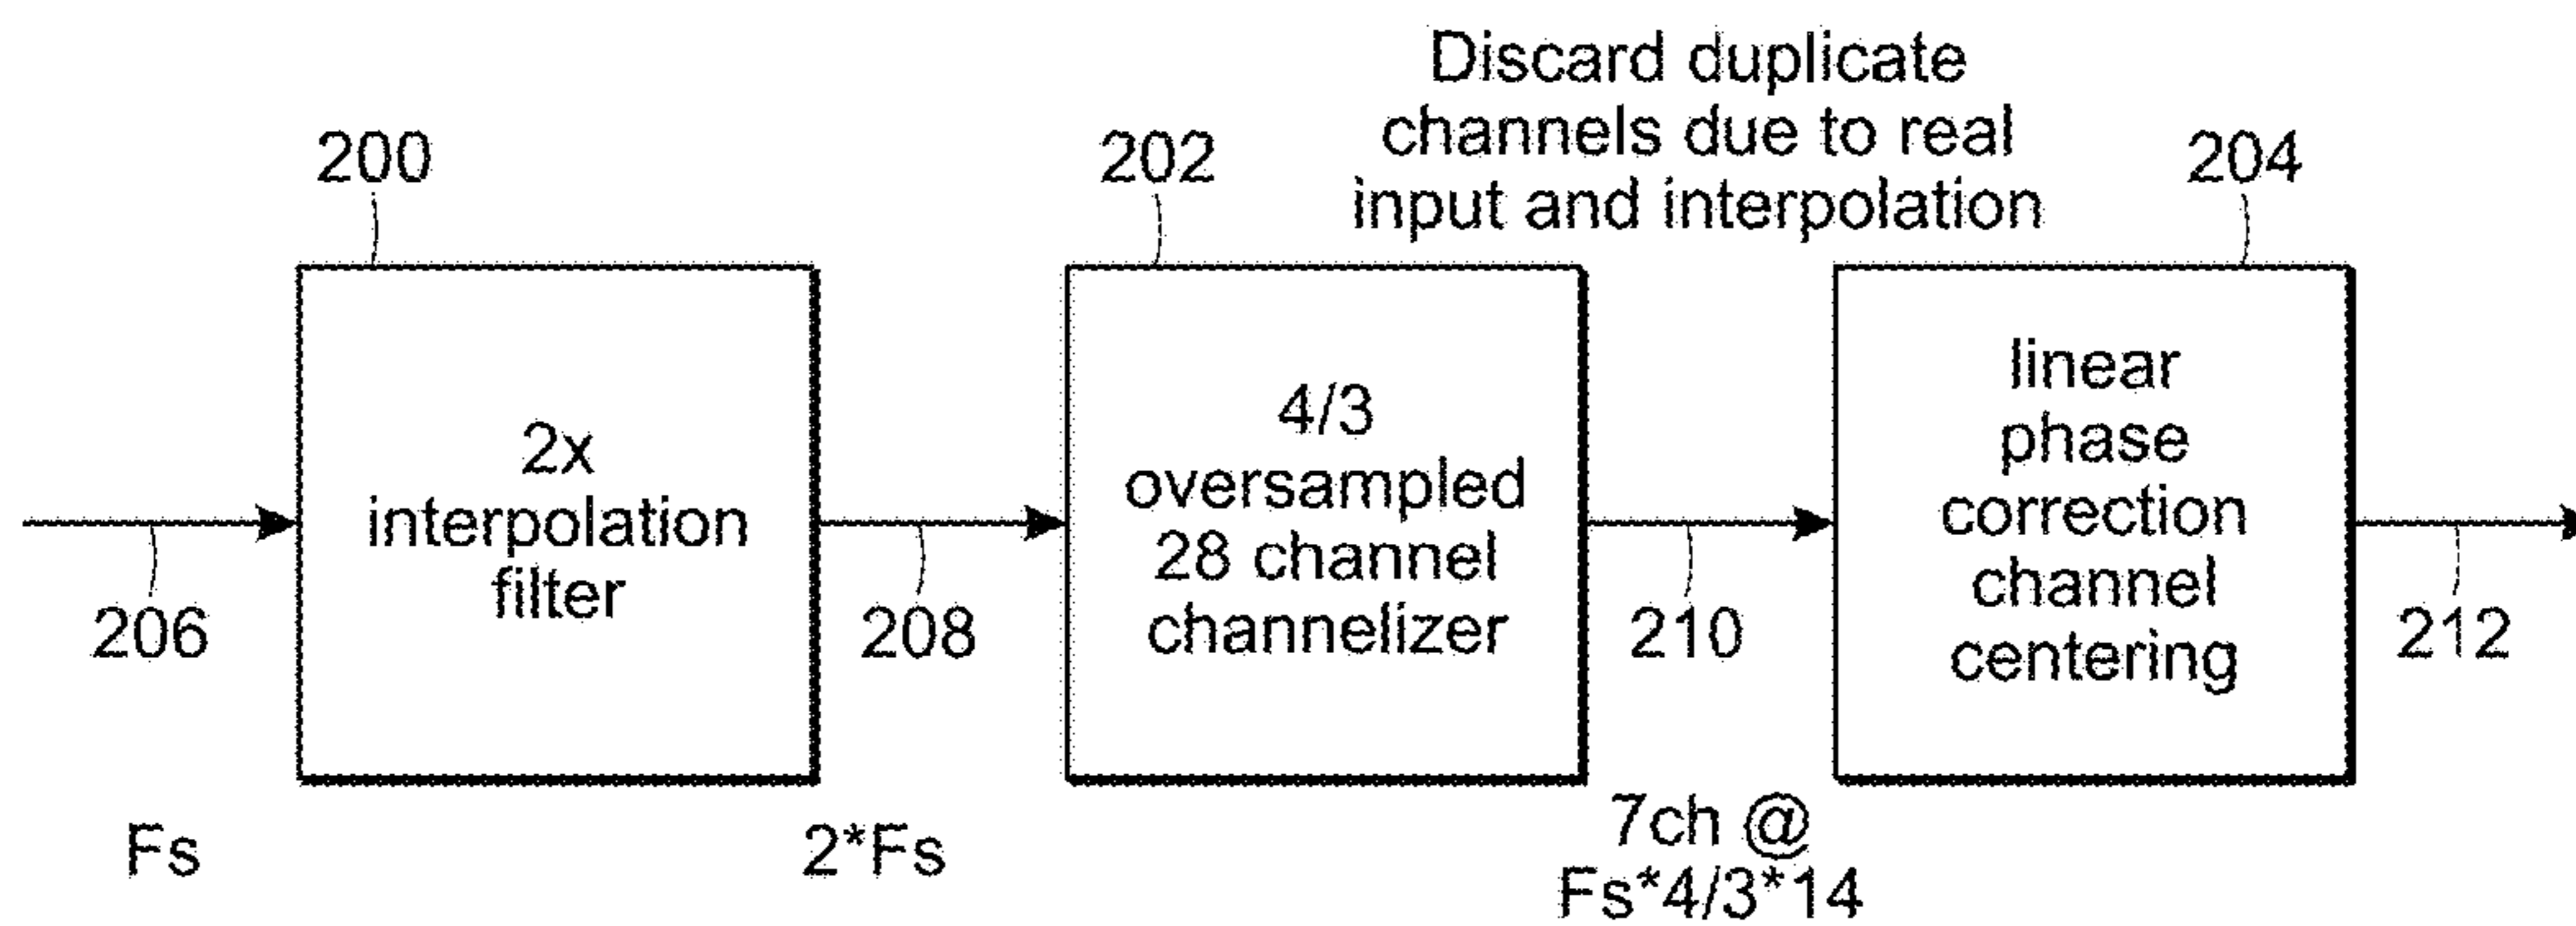 Discard duplicate
channels due to real
input and interpolation
200
202
204
2x
interpolation
filter
4/3
oversampled
28 channel
channelizer
linear
phase
correction
channel
centering
206
208
210
212
Fs
2*Fs
7ch @
Fs*4/3*14